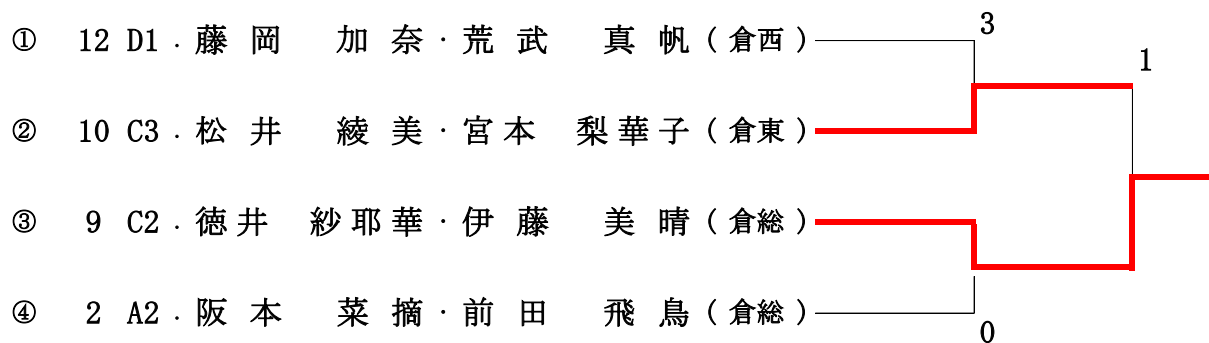 ① 12 D1．藤岡 加奈・荒武 真帆(倉西)
3
1
② 10 C3．松井 綾美・宮本 梨華子(倉東)
③ 9 C2．徳井 紗耶華・伊藤 美晴(倉総)
④ 2 A2．阪本 菜摘・前田 飛鳥(倉総)
0